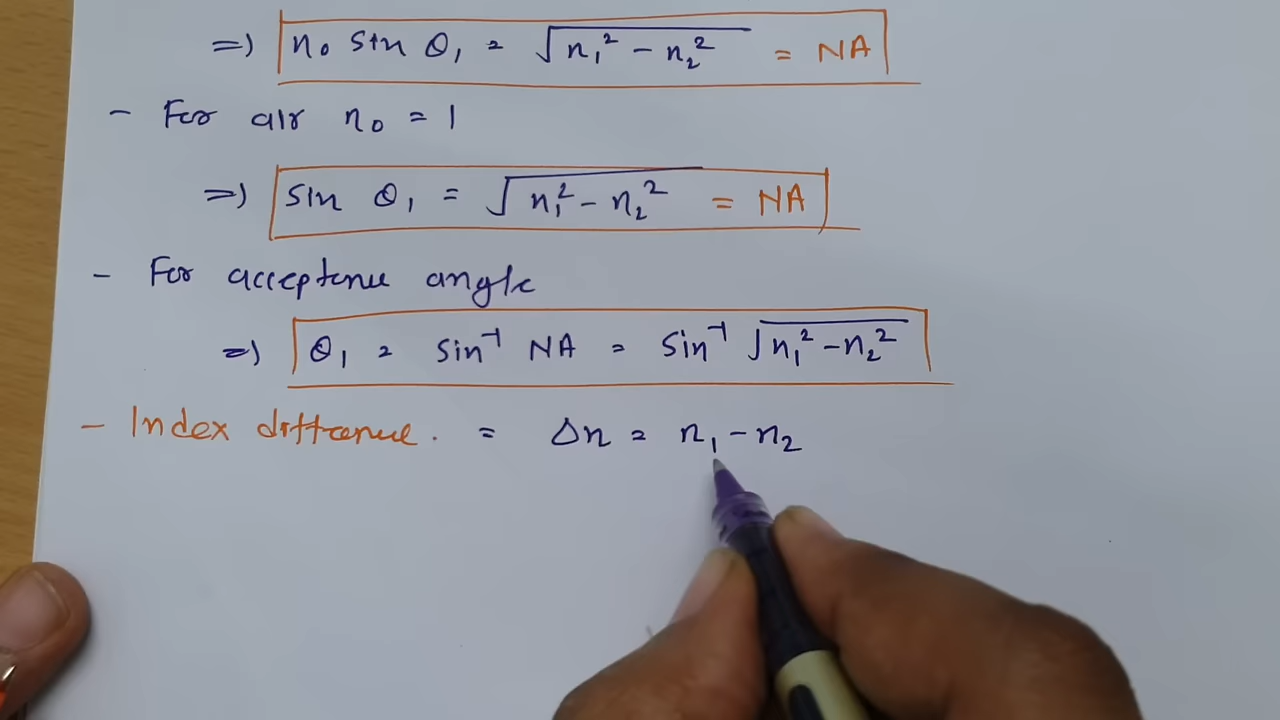 => n₀ sin θ₁ = √n₁² - n₂² = NA
- For air n₀ = 1
=> sin θ₁ = √n₁² - n₂² = NA
- For acceptance angle
=> θ₁ = sin⁻¹ NA = sin⁻¹ √n₁² - n₂²
- Index difference. = Δn = n₁ - n₂